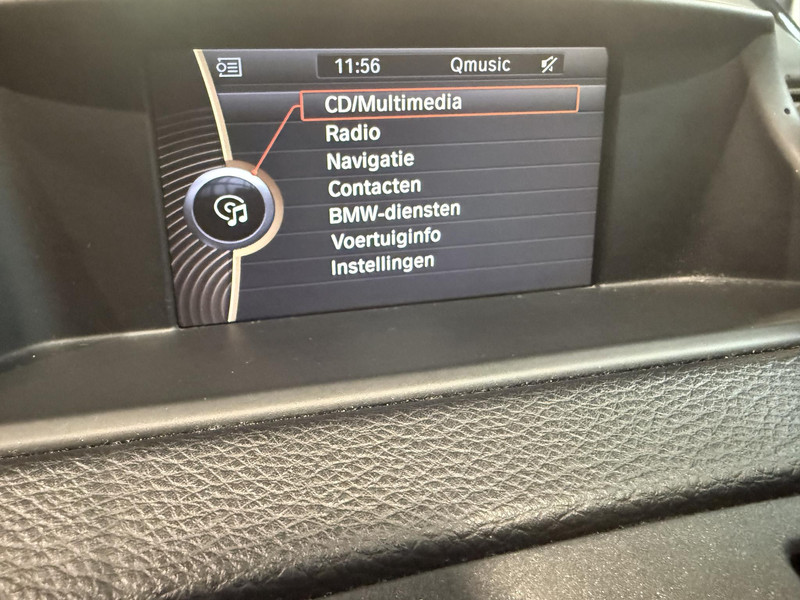 11:56 Qmusic
CD/Multimedia
Radio
Navigatie
Contacten
BMW-diensten
Voertuiginfo
Instellingen